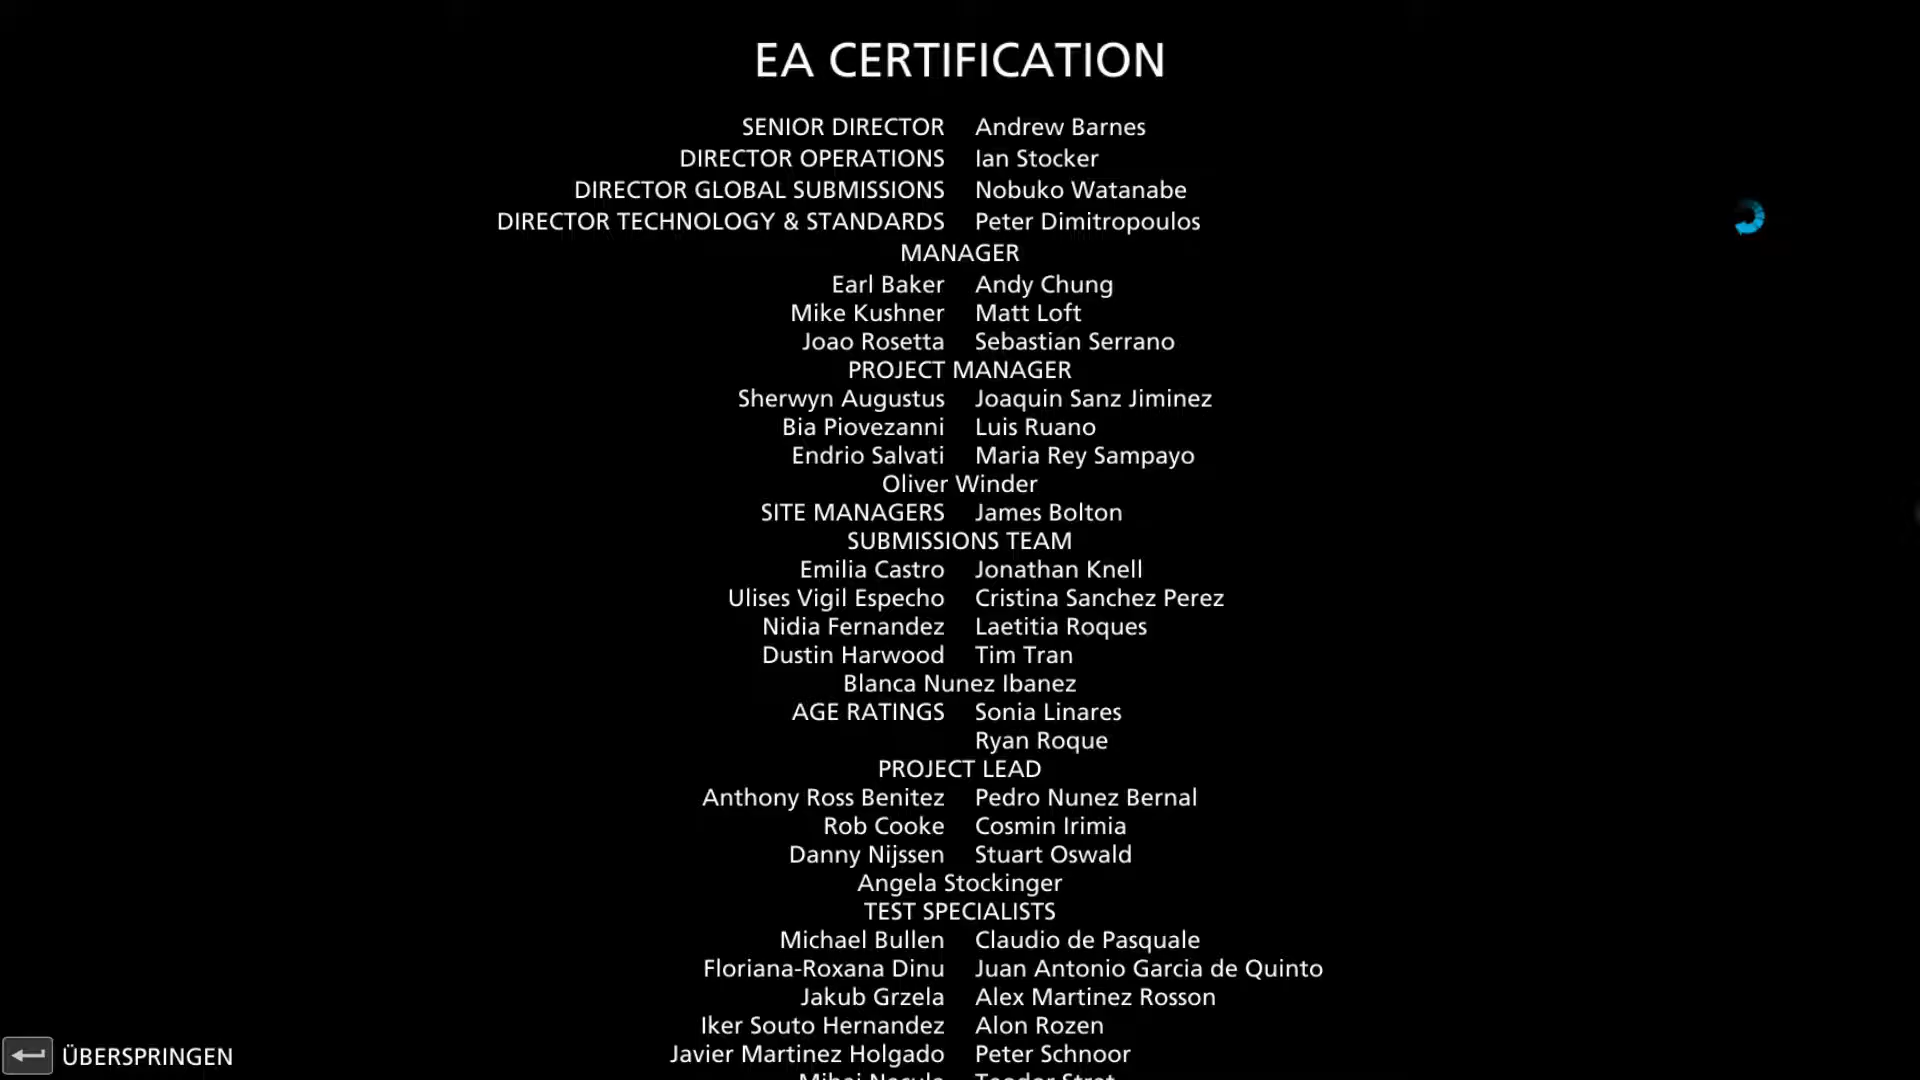 EA CERTIFICATION
SENIOR DIRECTOR Andrew Barnes
DIRECTOR OPERATIONS Ian Stocker
DIRECTOR GLOBAL SUBMISSIONS Nobuko Watanabe
DIRECTOR TECHNOLOGY & STANDARDS Peter Dimitropoulos
MANAGER
Earl Baker Andy Chung
Mike Kushner Matt Loft
Joao Rosetta Sebastian Serrano
PROJECT MANAGER
Sherwyn Augustus Joaquin Sanz Jiminez
Bia Piovezanni Luis Ruano
Endrio Salvati Maria Rey Sampayo
Oliver Winder
SITE MANAGERS James Bolton
SUBMISSIONS TEAM
Emilia Castro Jonathan Knell
Ulises Vigil Especho Cristina Sanchez Perez
Nidia Fernandez Laetitia Roques
Dustin Harwood Tim Tran
Blanca Nunez Ibanez
AGE RATINGS Sonia Linares
Ryan Roque
PROJECT LEAD
Anthony Ross Benitez Pedro Nunez Bernal
Rob Cooke Cosmin Irimia
Danny Nijssen Stuart Oswald
Angela Stockinger
TEST SPECIALISTS
Michael Bullen Claudio de Pasquale
Floriana-Roxana Dinu Juan Antonio Garcia de Quinto
Jakub Grzela Alex Martinez Rosson
Iker Souto Hernandez Alon Rozen
Javier Martinez Holgado Peter Schnoor
ÜBERSPRINGEN